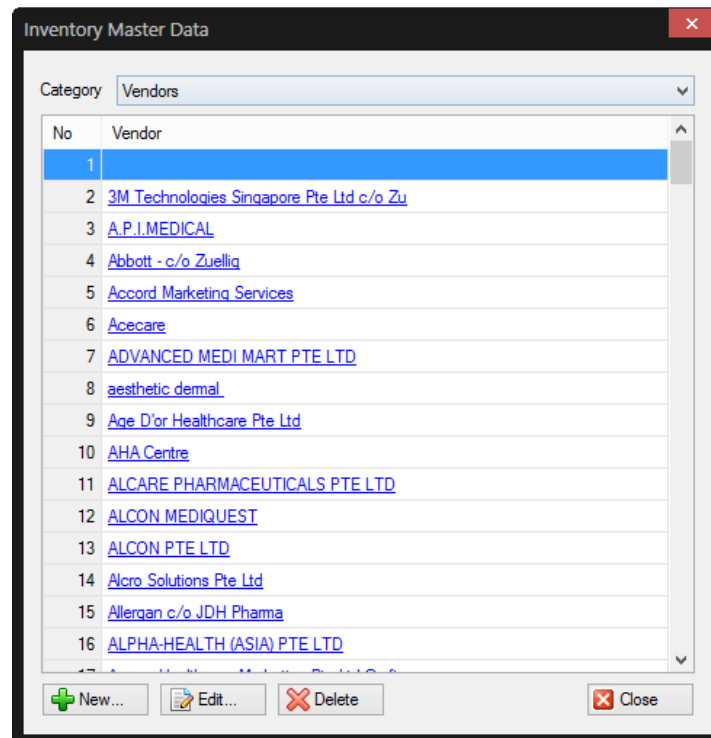 Inventory Master Data
Category Vendors
No Vendor
1
2 3M Technologies Singapore Pte Ltd c/o Zu
3 A.P.I.MEDICAL
4 Abbott - c/o Zuellig
5 Accord Marketing Services
6 Acecare
7 ADVANCED MEDI MART PTE LTD
8 aesthetic dermal
9 Age D'or Healthcare Pte Ltd
10 AHA Centre
11 ALCARE PHARMACEUTICALS PTE LTD
12 ALCON MEDIQUEST
13 ALCON PTE LTD
14 Alcro Solutions Pte Ltd
15 Allergan c/o JDH Pharma
16 ALPHA-HEALTH (ASIA) PTE LTD
New... Edit... Delete Close